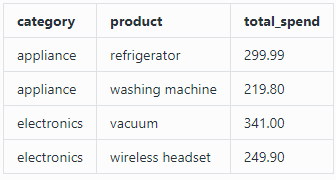 category product total_spend
appliance refrigerator 299.99
appliance washing machine 219.80
electronics vacuum 341.00
electronics wireless headset 249.90